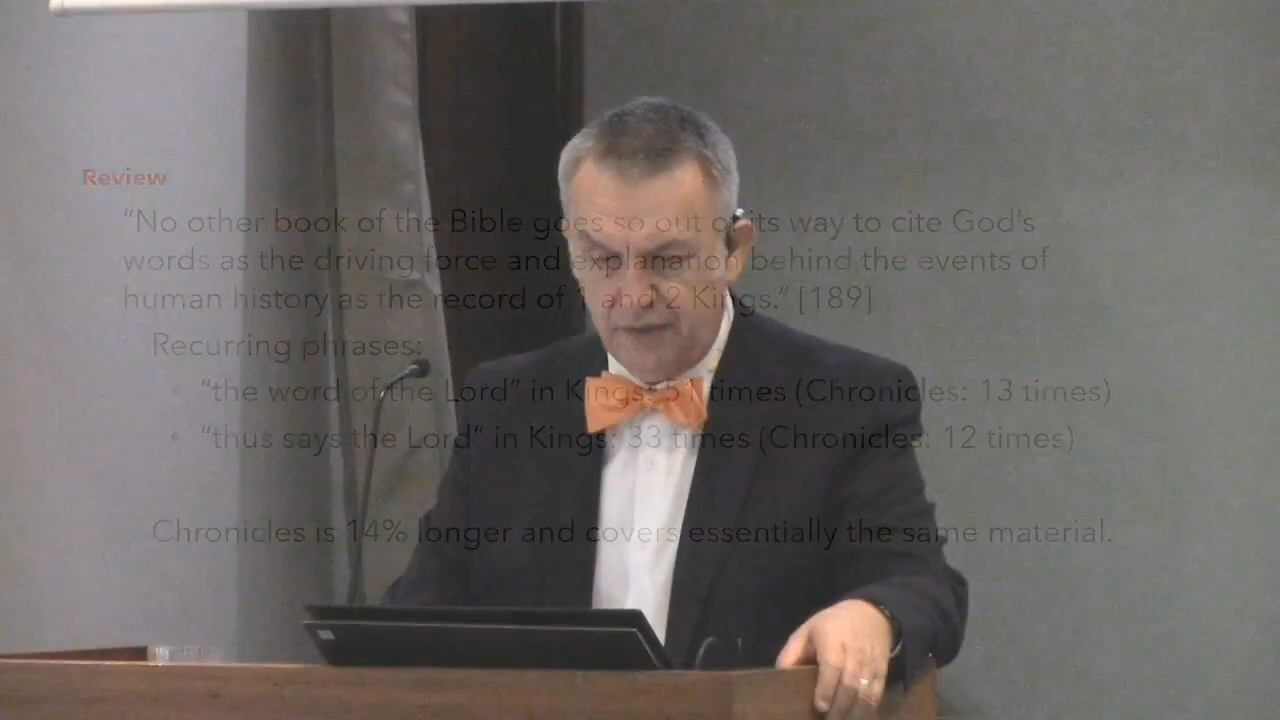 Review
“No other book of the Bible goes so out of its way to cite God’s
words as the driving force and explanation behind the events of
human history as the record of 1 and 2 Kings.” [189]
Recurring phrases:
“the word of the Lord” in Kings: times (Chronicles: 13 times)
“thus says the Lord” in Kings: 33 times (Chronicles: 12 times)
Chronicles is 14% longer and covers essentially the same material.